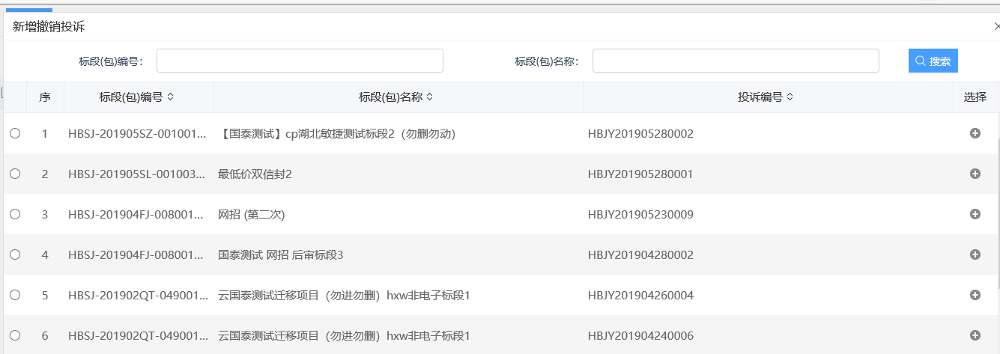 新增撤销投诉
标段(包)编号： 标段(包)名称： 搜索
序 标段(包)编号 标段(包)名称 投诉编号 选择
1 HBSJ-201905SZ-001001... 【国泰测试】cp湖北敏捷测试标段2（勿删勿动） HBJY201905280002
2 HBSJ-201905SL-001003... 最低价双信封2 HBJY201905280001
3 HBSJ-201904FJ-008001... 网招 (第二次) HBJY201905230009
4 HBSJ-201904FJ-008001... 国泰测试 网招 后审标段3 HBJY201904280002
5 HBSJ-201902QT-049001... 云国泰测试迁移项目（勿进勿删）hxw非电子标段1 HBJY201904260004
6 HBSJ-201902QT-049001... 云国泰测试迁移项目（勿进勿删）hxw非电子标段1 HBJY201904240006